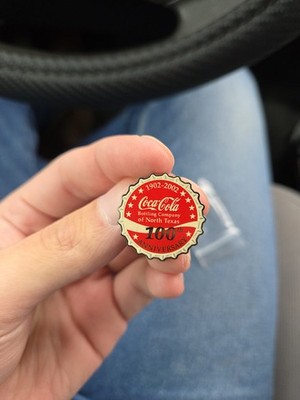 1902-2002
Coca-Cola
Bottling Company
of North Texas
100
ANNIVERSARY